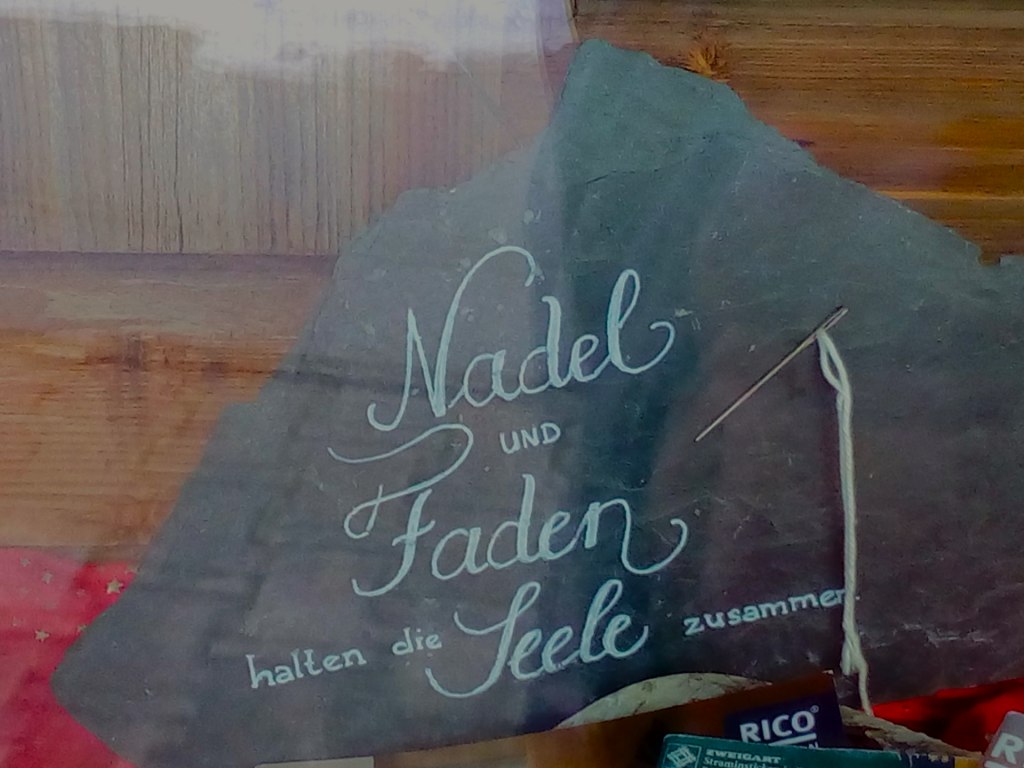 Nadel
UND
Faden
halten die Seele zusammen
RICO
ZWEIGART